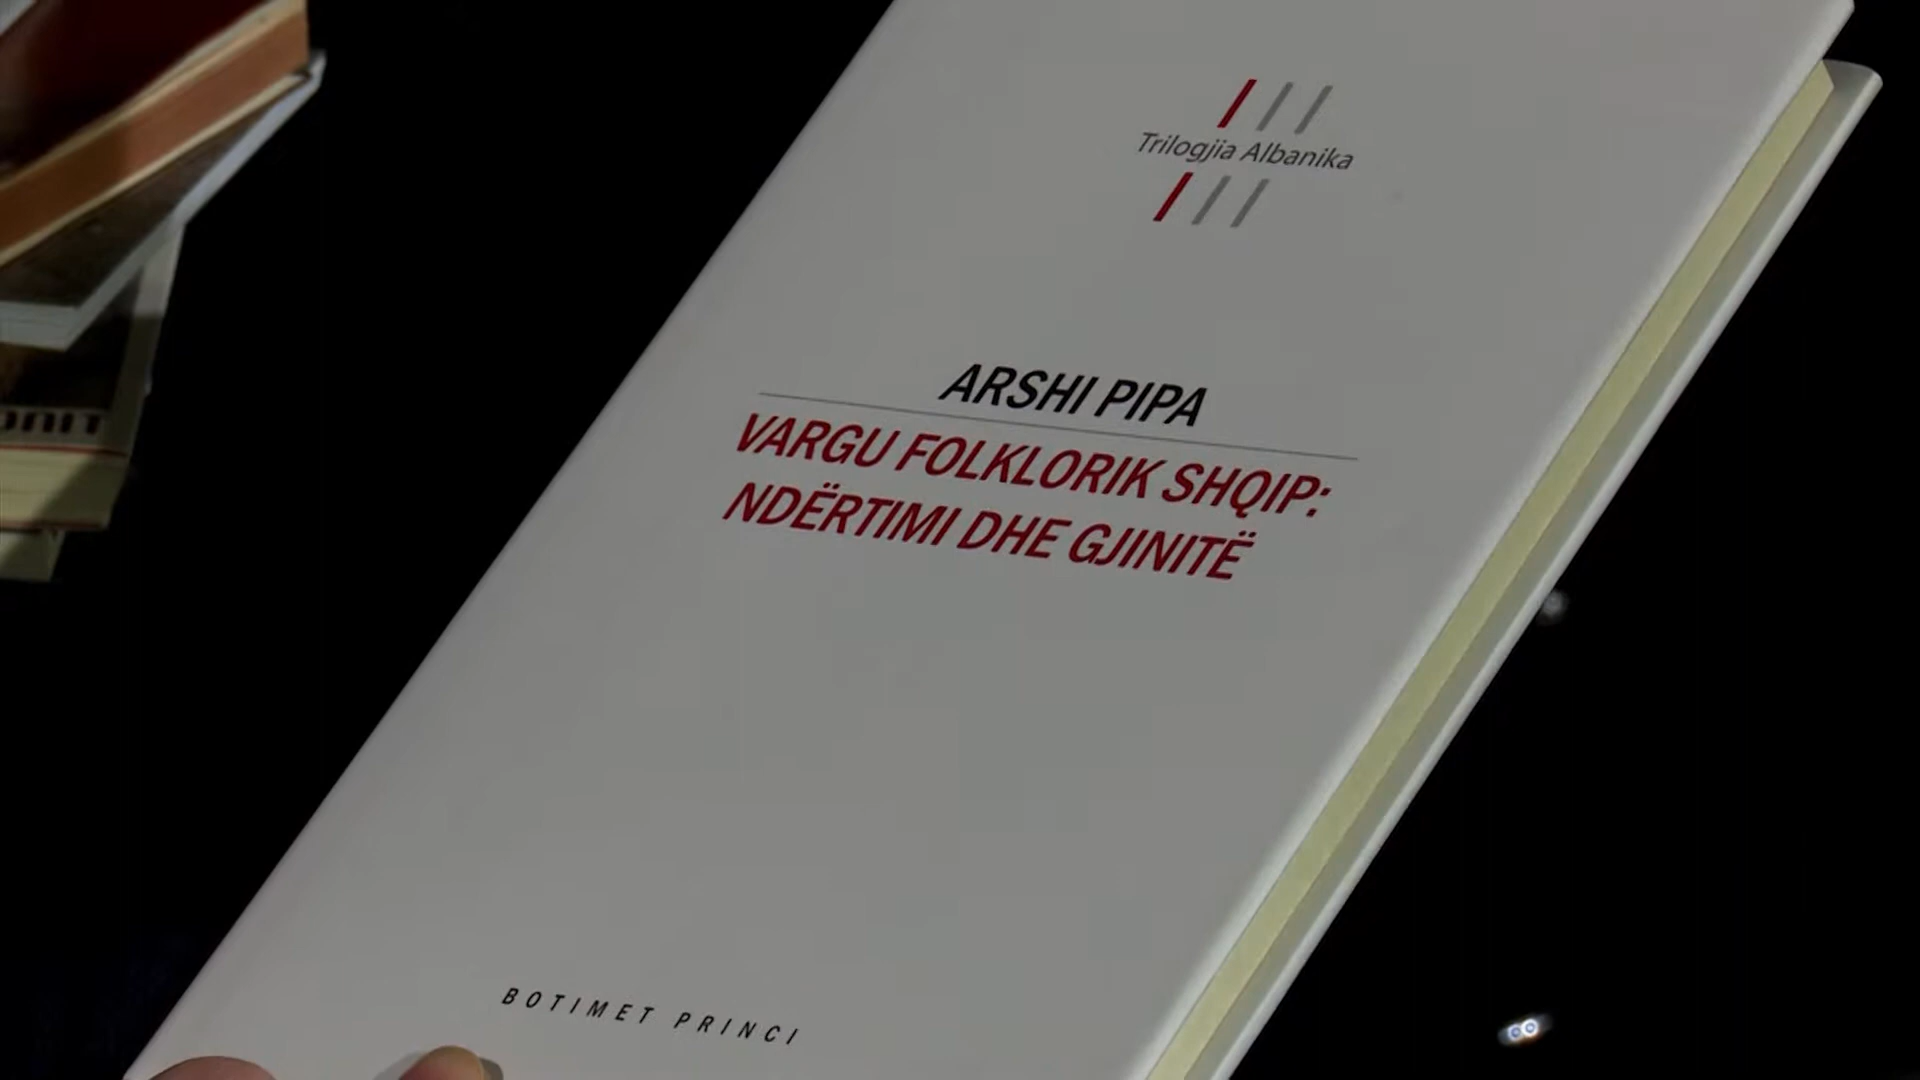 Trilogjia Albanika
ARSHI PIPA
VARGU FOLKLORIK SHQIP:
NDËRTIMI DHE GJINITË
BOTIMET PRINCI